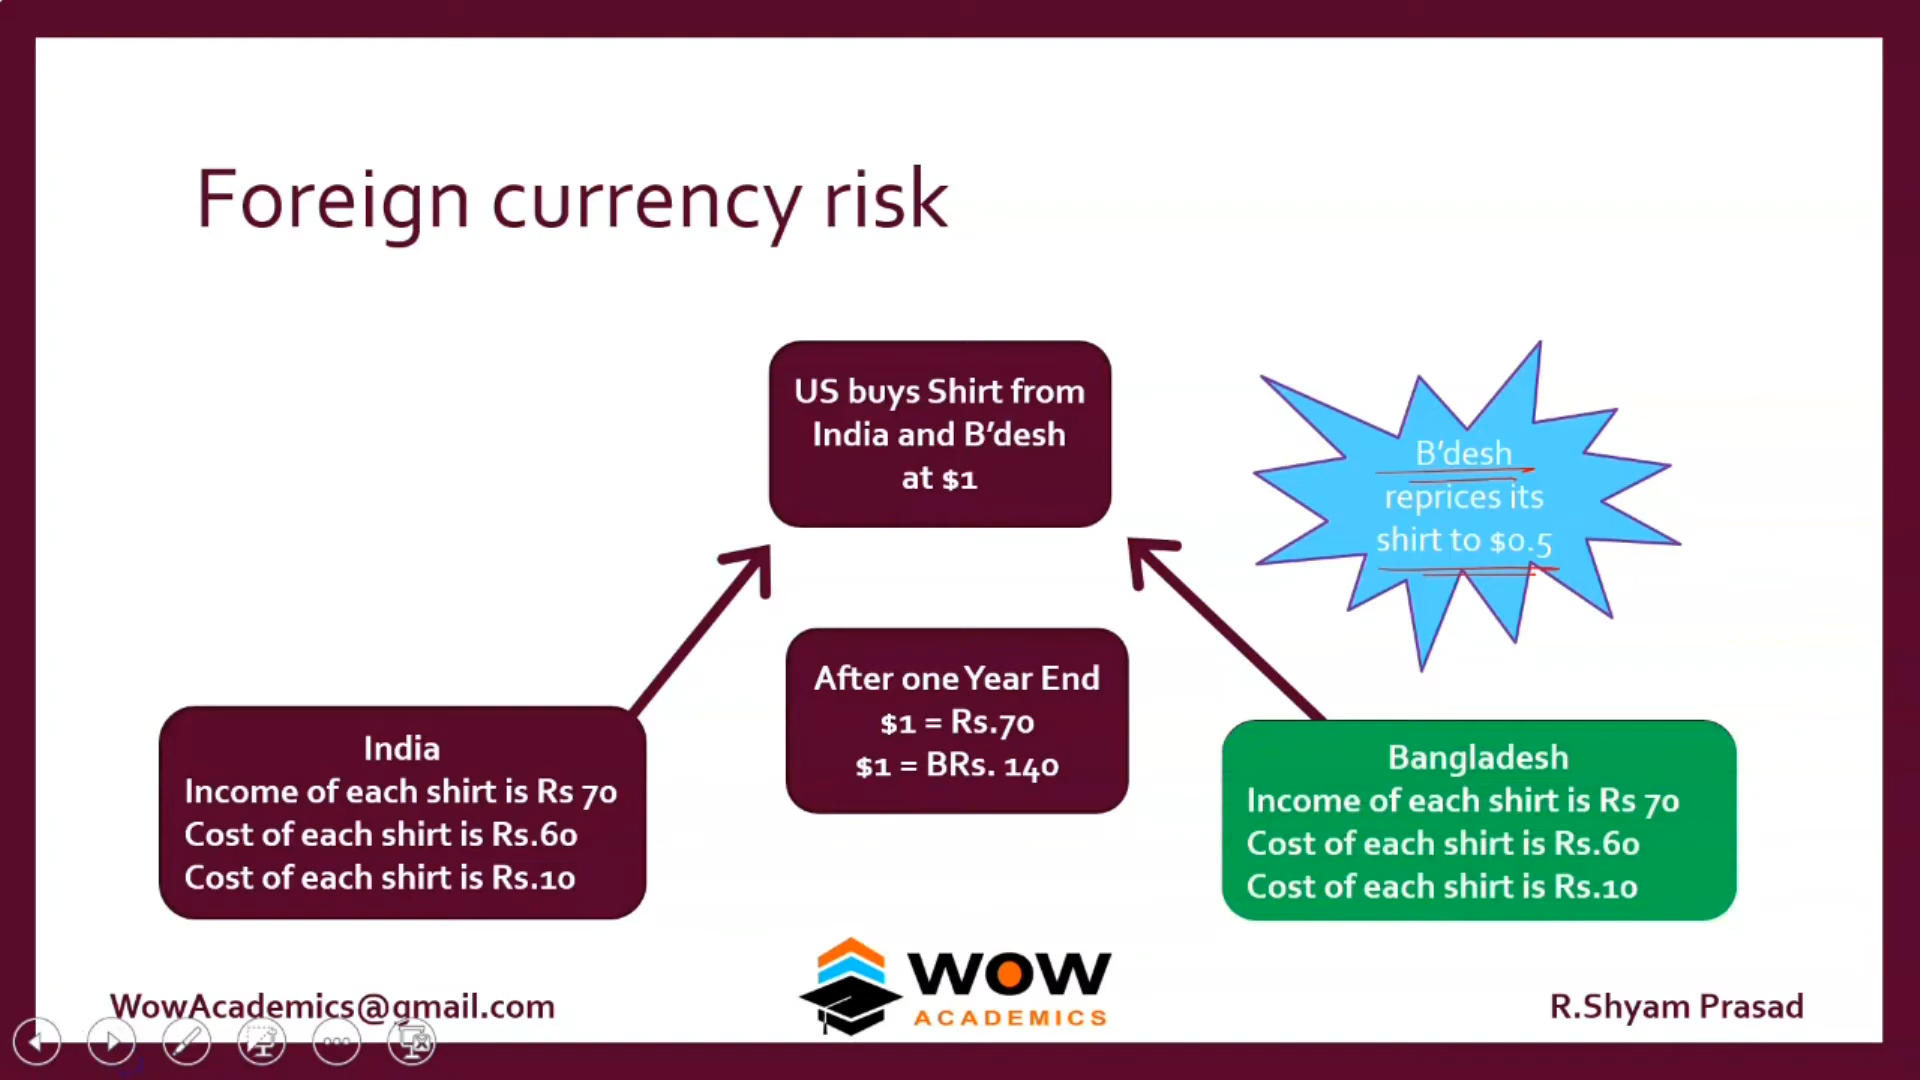 Foreign currency risk
US buys Shirt from
India and B'desh
at $1
B'desh
reprices its
shirt to $0.5
After one Year End
$1 = Rs.70
$1 = BRs. 140
India
Income of each shirt is Rs 70
Cost of each shirt is Rs.60
Cost of each shirt is Rs.10
Bangladesh
Income of each shirt is Rs 70
Cost of each shirt is Rs.60
Cost of each shirt is Rs.10
WowAcademics@gmail.com
WOW
ACADEMICS
R.Shyam Prasad